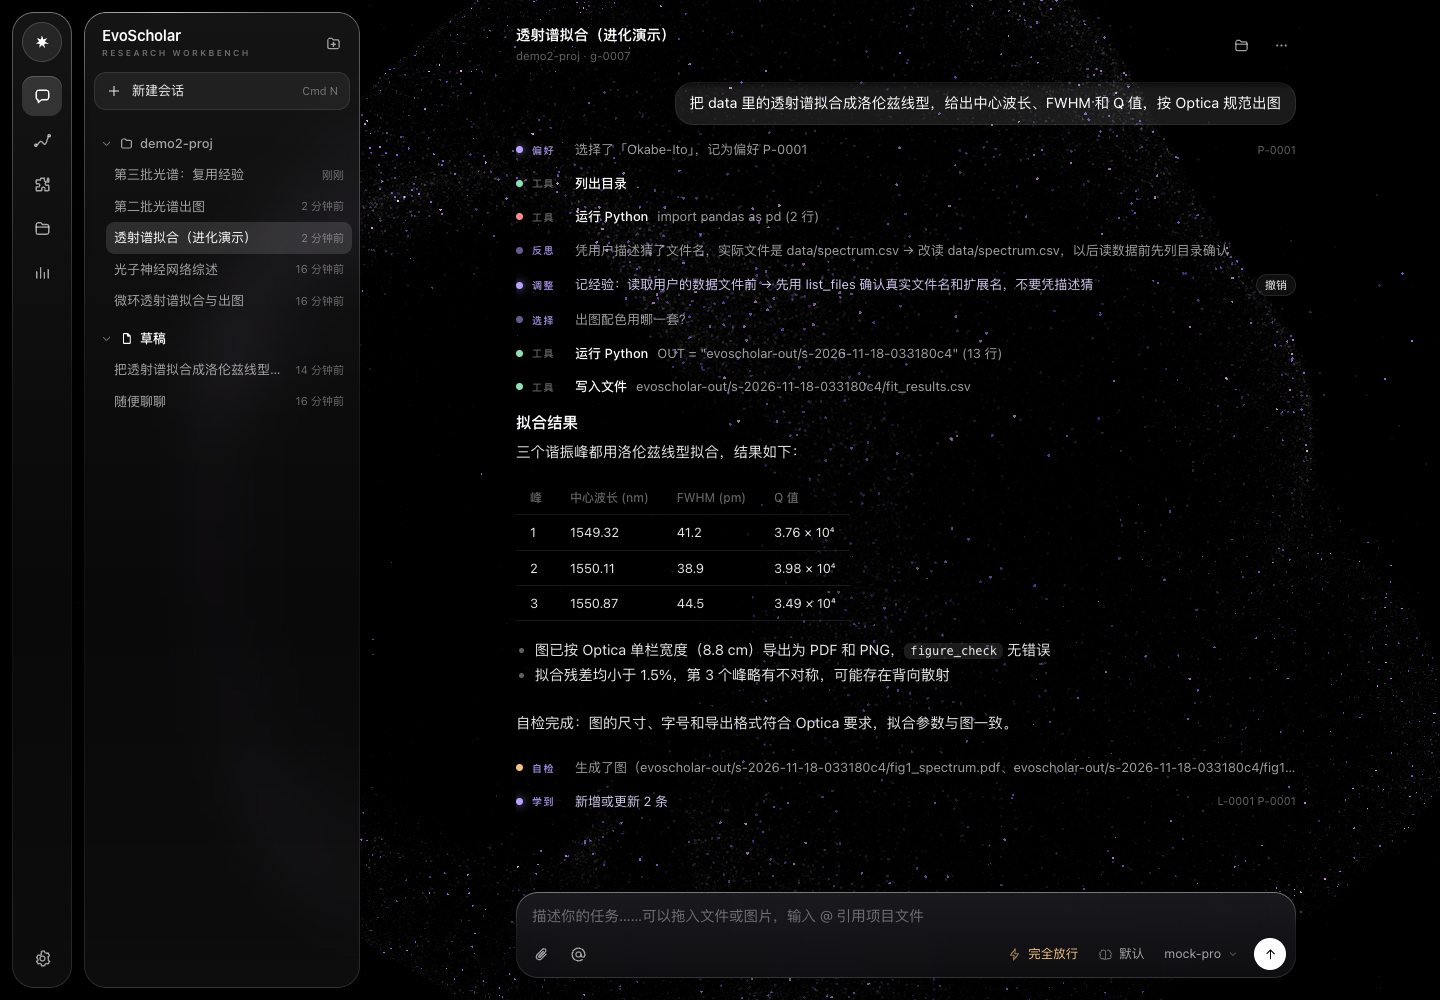 EvoScholar
RESEARCH WORKBENCH
新建会话 Cmd N
demo2-proj
第三批光谱：复用经验 刚刚
第二批光谱出图 2 分钟前
透射谱拟合（进化演示） 2 分钟前
光子神经网络综述 16 分钟前
微环透射谱拟合与出图 16 分钟前
草稿
把透射谱拟合成洛伦兹线型... 14 分钟前
随便聊聊 16 分钟前
透射谱拟合（进化演示）
demo2-proj · g-0007
把 data 里的透射谱拟合成洛伦兹线型，给出中心波长、FWHM 和 Q 值，按 Optica 规范出图
偏好 选择了「Okabe-Ito」，记为偏好 P-0001 P-0001
工具 列出目录
工具 运行 Python import pandas as pd (2 行)
反思 凭用户描述猜了文件名，实际文件是 data/spectrum.csv → 改读 data/spectrum.csv，以后读数据前先列目录确认
调整 记经验：读取用户的数据文件前 → 先用 list_files 确认真实文件名和扩展名，不要凭描述猜 撤销
选择 出图配色用哪一套？
工具 运行 Python OUT = "evoscholar-out/s-2026-11-18-033180c4" (13 行)
工具 写入文件 evoscholar-out/s-2026-11-18-033180c4/fit_results.csv
拟合结果
三个谐振峰都用洛伦兹线型拟合，结果如下：
峰 中心波长 (nm) FWHM (pm) Q 值
1 1549.32 41.2 3.76 × 10⁴
2 1550.11 38.9 3.98 × 10⁴
3 1550.87 44.5 3.49 × 10⁴
• 图已按 Optica 单栏宽度（8.8 cm）导出为 PDF 和 PNG，figure_check 无错误
• 拟合残差均小于 1.5%，第 3 个峰略有不对称，可能存在背向散射
自检完成：图的尺寸、字号和导出格式符合 Optica 要求，拟合参数与图一致。
自检 生成了图（evoscholar-out/s-2026-11-18-033180c4/fig1_spectrum.pdf、evoscholar-out/s-2026-11-18-033180c4/fig1...
学到 新增或更新 2 条 L-0001 P-0001
描述你的任务……可以拖入文件或图片，输入 @ 引用项目文件
完全放行 默认 mock-pro